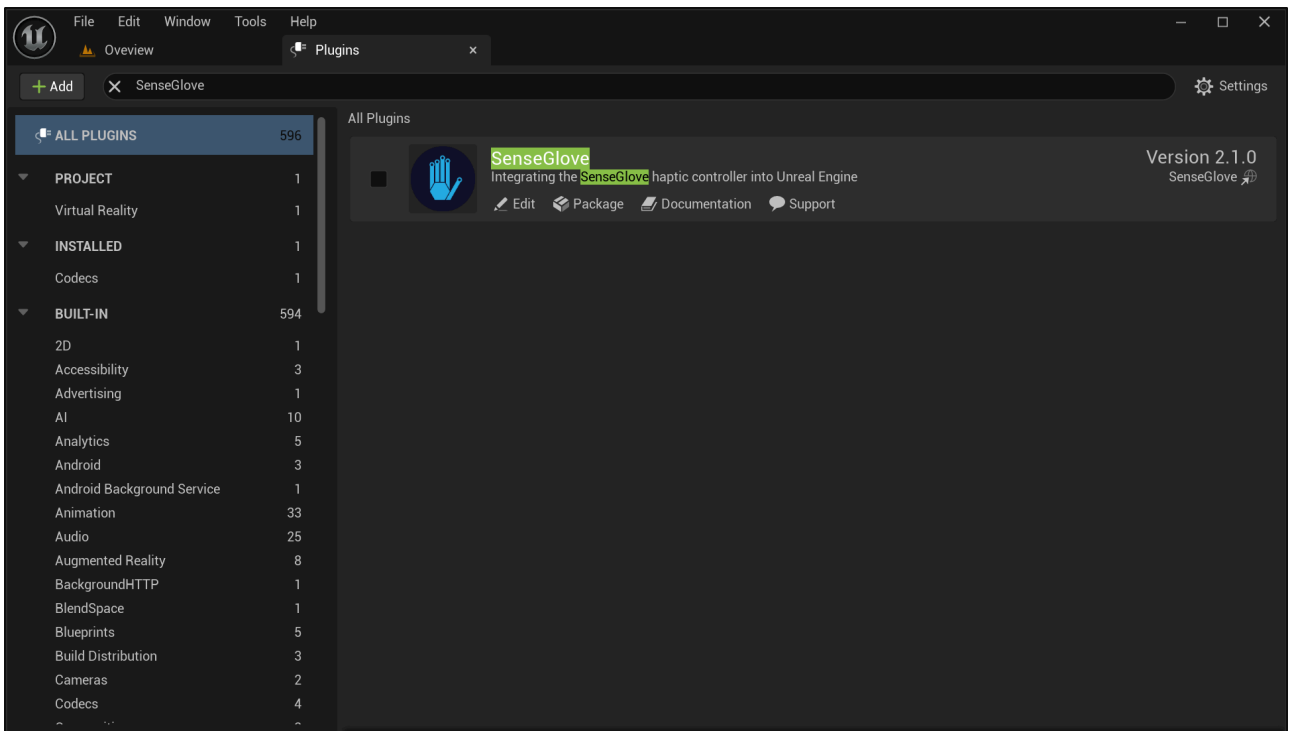 File Edit Window Tools Help
Oveview Plugins
Add SenseGlove Settings
ALL PLUGINS 596
PROJECT 1
Virtual Reality 1
INSTALLED 1
Codecs 1
BUILT-IN 594
2D 1
Accessibility 3
Advertising 1
AI 10
Analytics 5
Android 3
Android Background Service 1
Animation 33
Audio 25
Augmented Reality 8
BackgroundHTTP 1
BlendSpace 1
Blueprints 5
Build Distribution 3
Cameras 2
Codecs 4
All Plugins
SenseGlove Version 2.1.0
Integrating the SenseGlove haptic controller into Unreal Engine SenseGlove
Edit Package Documentation Support